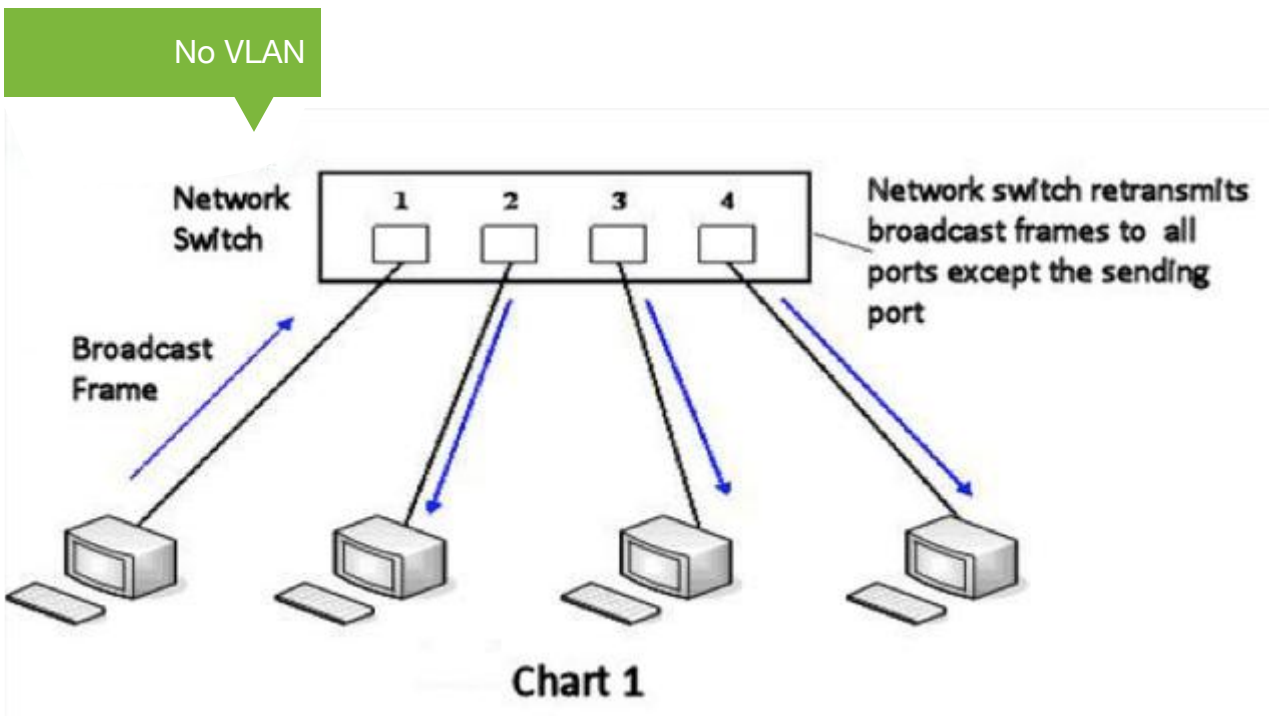 No VLAN
Network
Switch
1 2 3 4
Network switch retransmits
broadcast frames to all
ports except the sending
port
Broadcast
Frame
Chart 1